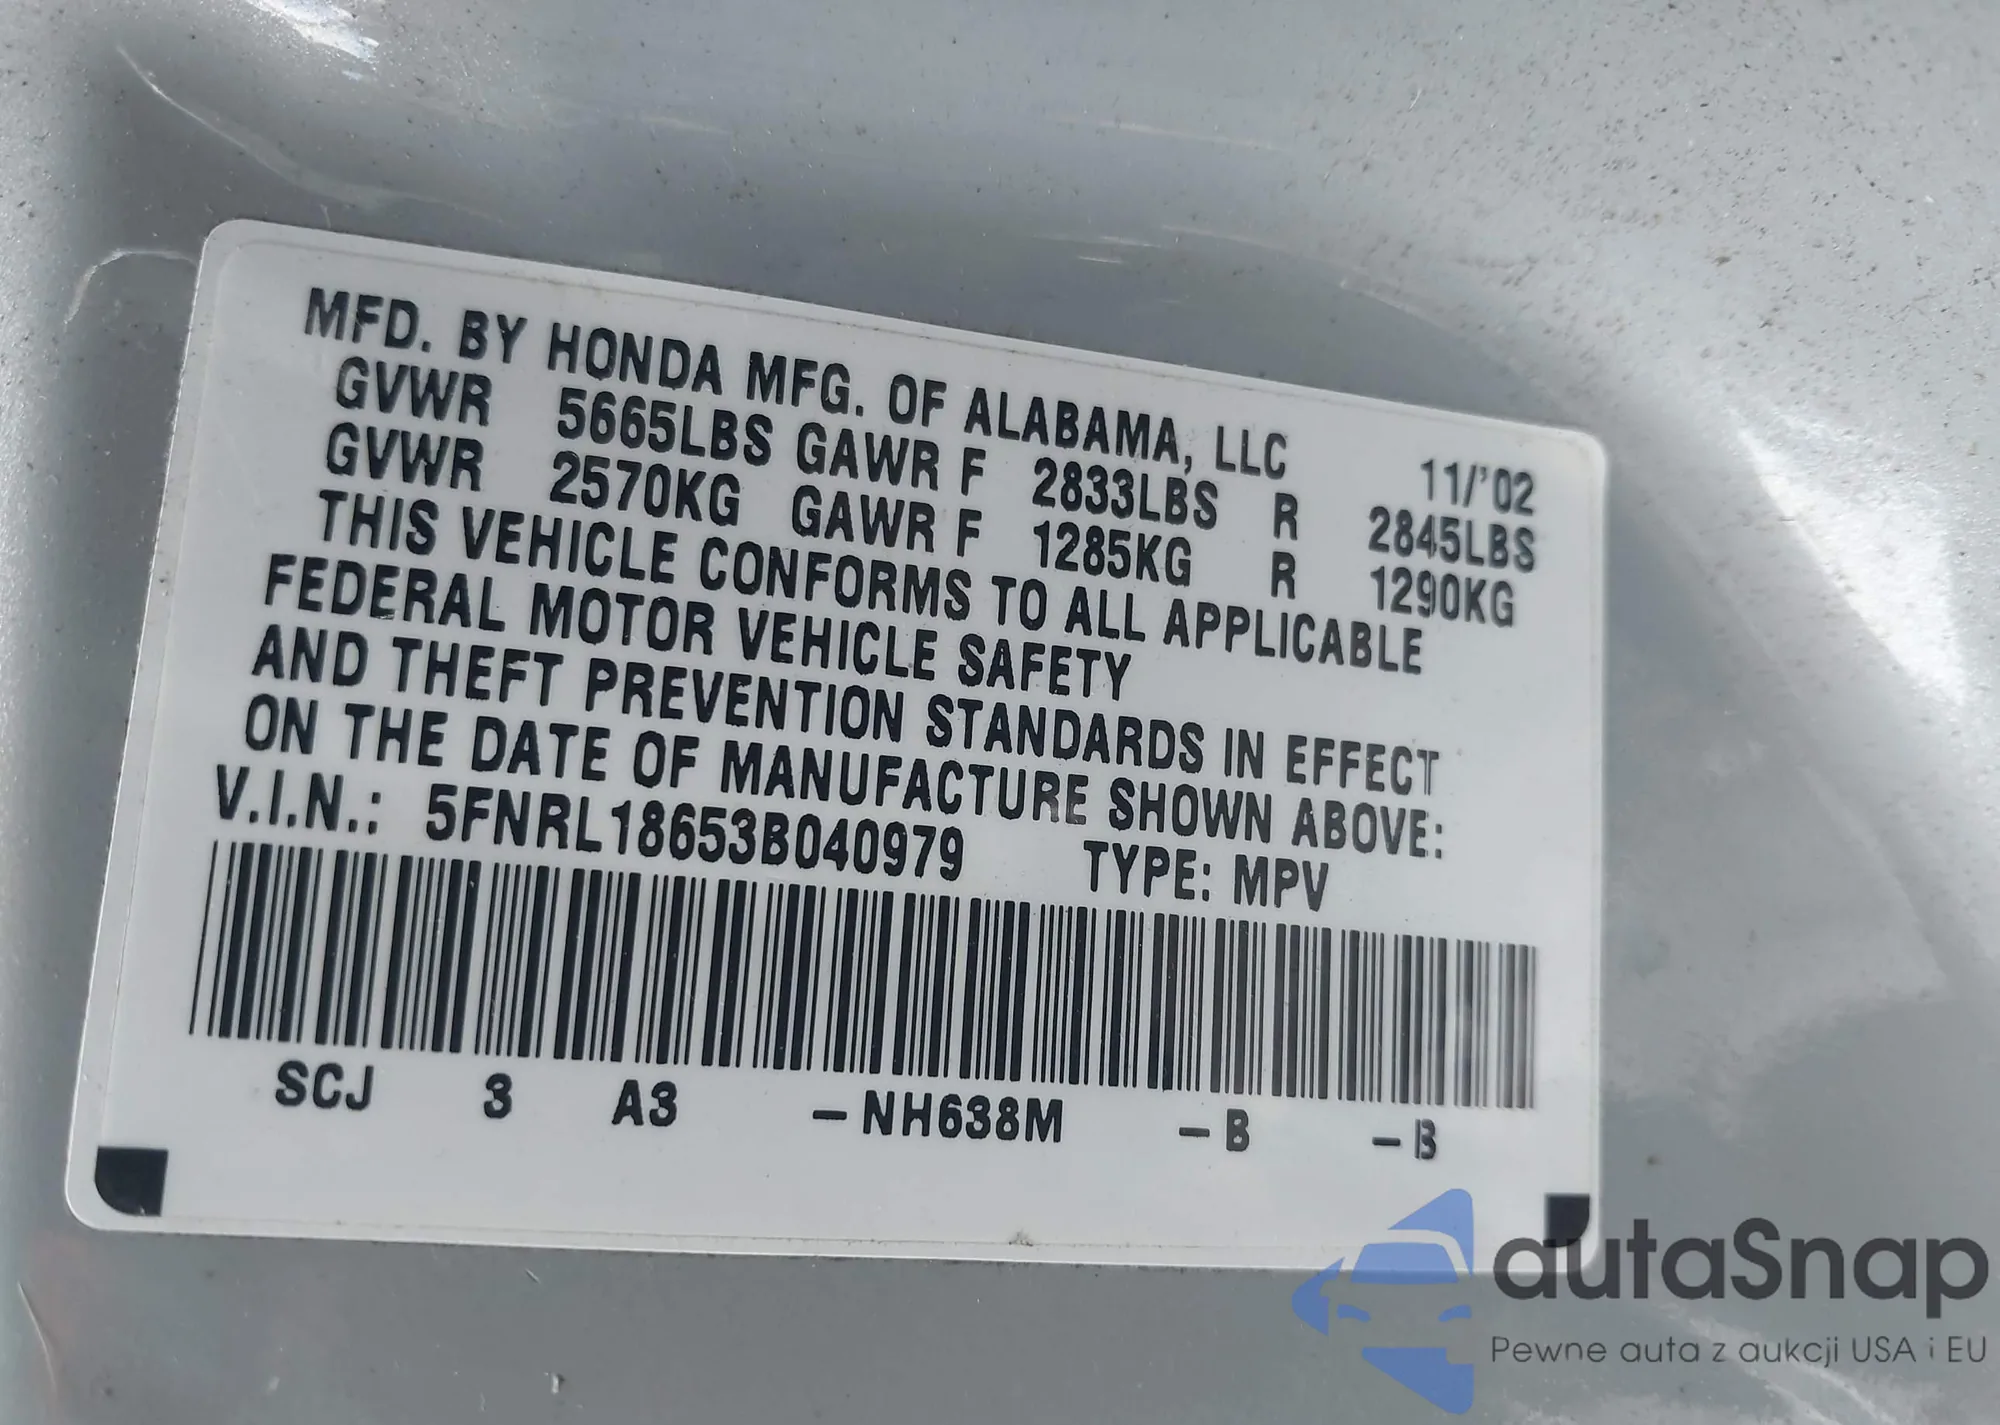 MFD. BY HONDA MFG. OF ALABAMA, LLC 11/'02
GVWR 5665LBS GAWR F 2833LBS R 2845LBS
GVWR 2570KG GAWR F 1285KG R 1290KG
THIS VEHICLE CONFORMS TO ALL APPLICABLE
FEDERAL MOTOR VEHICLE SAFETY
AND THEFT PREVENTION STANDARDS IN EFFECT
ON THE DATE OF MANUFACTURE SHOWN ABOVE:
V.I.N.: 5FNRL18653B040979 TYPE: MPV
SCJ 3 A3 -NH638M -B -B
autaSnap
Pewne auta z aukcji USA i EU